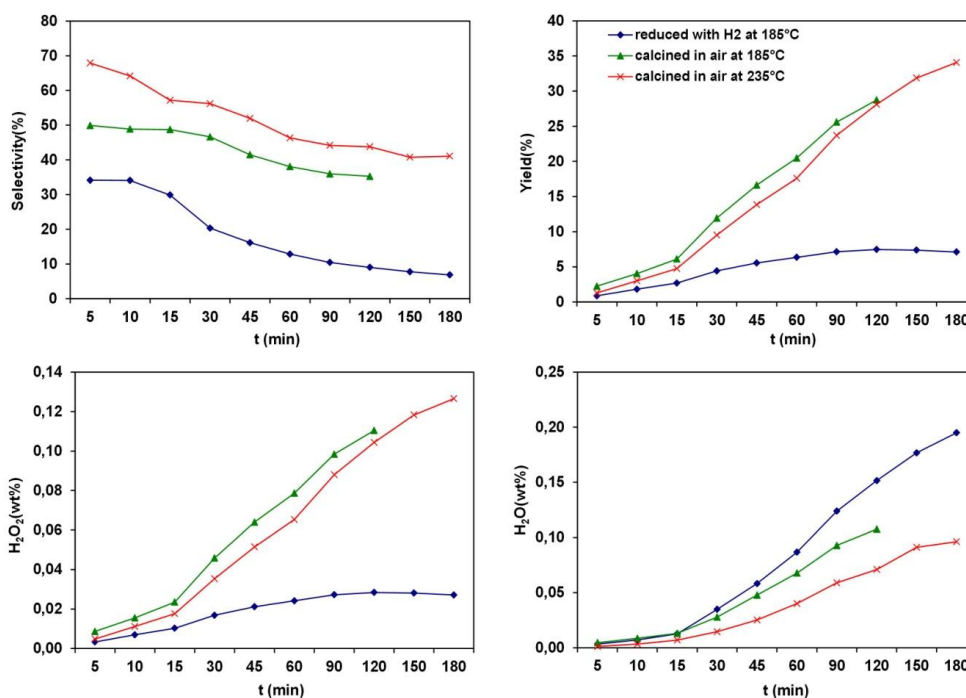 80
70
60
50
40
30
20
10
0
Selectivity(%)
5 10 15 30 45 60 90 120 150 180
t (min)
40
35
30
25
20
15
10
5
0
Yield(%)
reduced with H2 at 185°C
calcined in air at 185°C
calcined in air at 235°C
5 10 15 30 45 60 90 120 150 180
t (min)
0,14
0,12
0,10
0,08
0,06
0,04
0,02
0,00
H₂O₂(wt%)
5 10 15 30 45 60 90 120 150 180
t (min)
0,25
0,20
0,15
0,10
0,05
0,00
H₂O(wt%)
5 10 15 30 45 60 90 120 150 180
t (min)